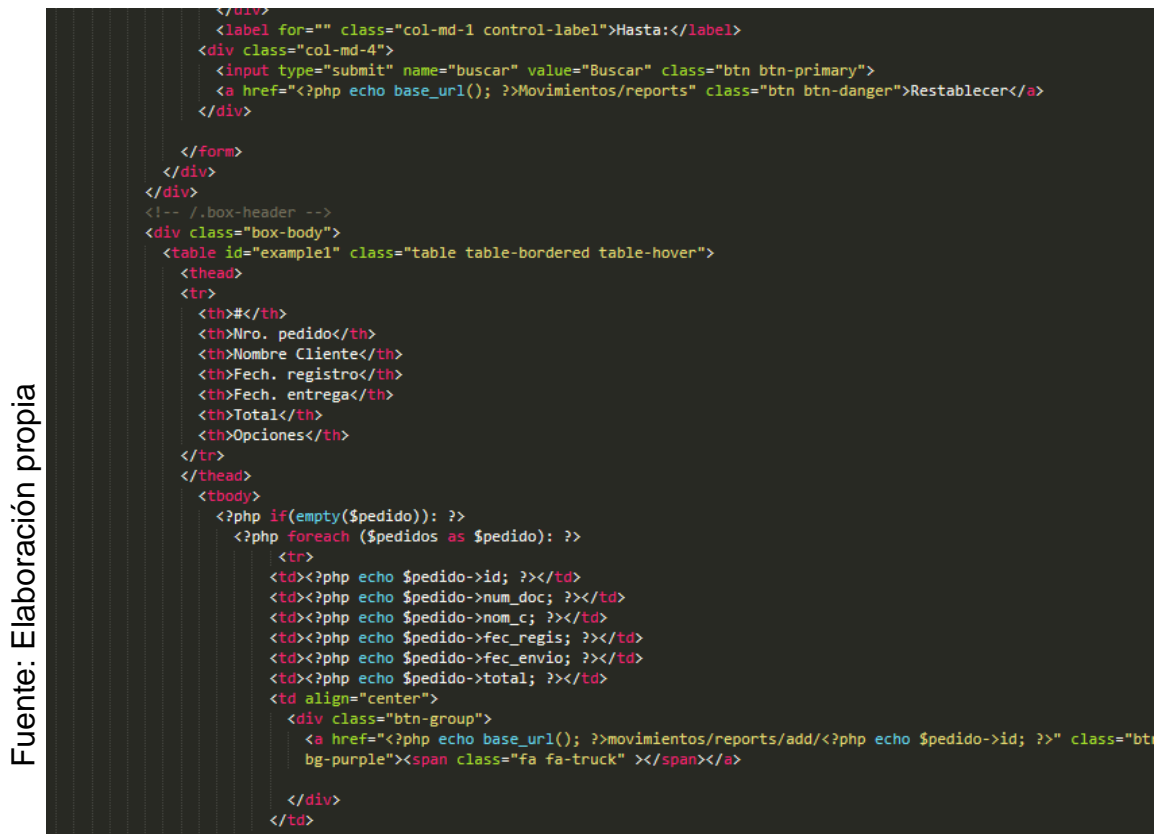 </div>
<label for="" class="col-md-1 control-label">Hasta:</label>
<div class="col-md-4">
<input type="submit" name="buscar" value="Buscar" class="btn btn-primary">
<a href="<?php echo base_url(); ?>Movimientos/reports" class="btn btn-danger">Restablecer</a>
</div>
</form>
</div>
</div>
<!-- /.box-header -->
<div class="box-body">
<table id="example1" class="table table-bordered table-hover">
<thead>
<tr>
<th>#</th>
<th>Nro. pedido</th>
<th>Nombre Cliente</th>
<th>Fech. registro</th>
<th>Fech. entrega</th>
<th>Total</th>
<th>Opciones</th>
</tr>
</thead>
<tbody>
<?php if(empty($pedido)): ?>
<?php foreach ($pedidos as $pedido): ?>
<tr>
<td><?php echo $pedido->id; ?></td>
<td><?php echo $pedido->num_doc; ?></td>
<td><?php echo $pedido->nom_c; ?></td>
<td><?php echo $pedido->fec_regis; ?></td>
<td><?php echo $pedido->fec_envio; ?></td>
<td><?php echo $pedido->total; ?></td>
<td align="center">
<div class="btn-group">
<a href="<?php echo base_url(); ?>movimientos/reports/add/<?php echo $pedido->id; ?>" class="btn
bg-purple"><span class="fa fa-truck" ></span></a>
</div>
</td>
Fuente: Elaboración propia